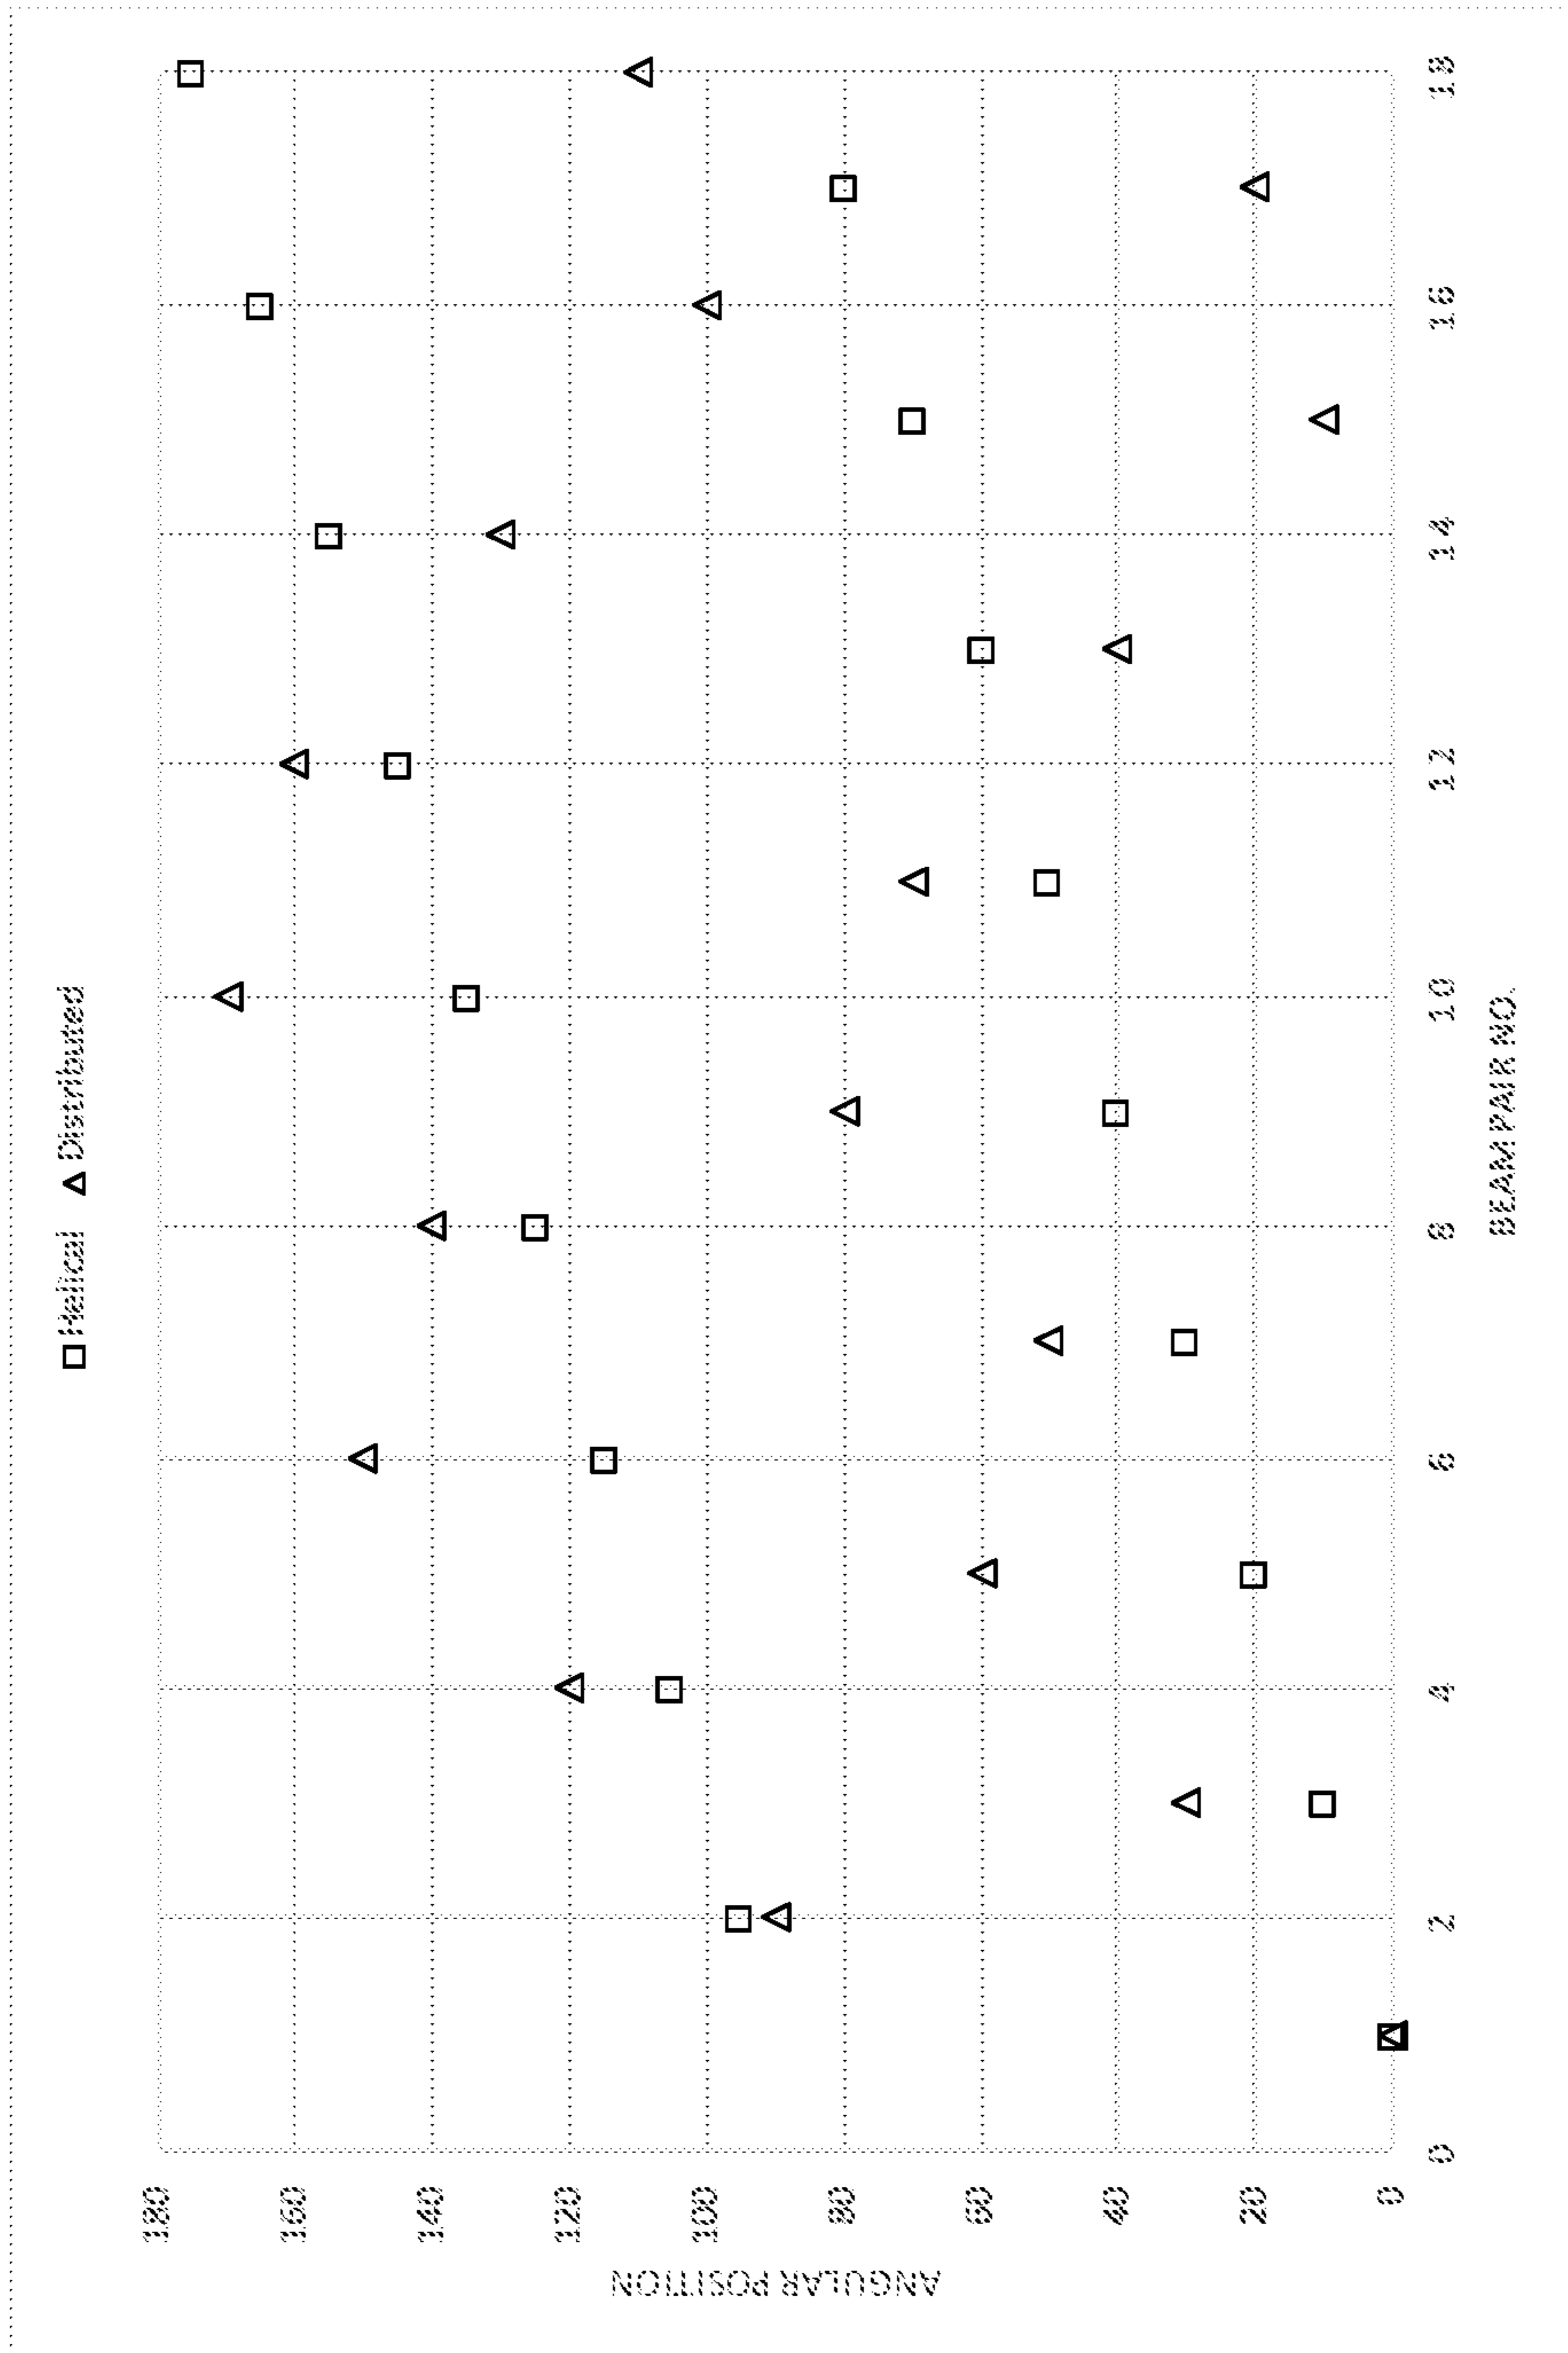 Helical Distributed
ANGULAR POSITION
180
160
140
120
100
80
60
40
20
0
0 2 4 6 8 10 12 14 16 18
BEAM PAIR NO.